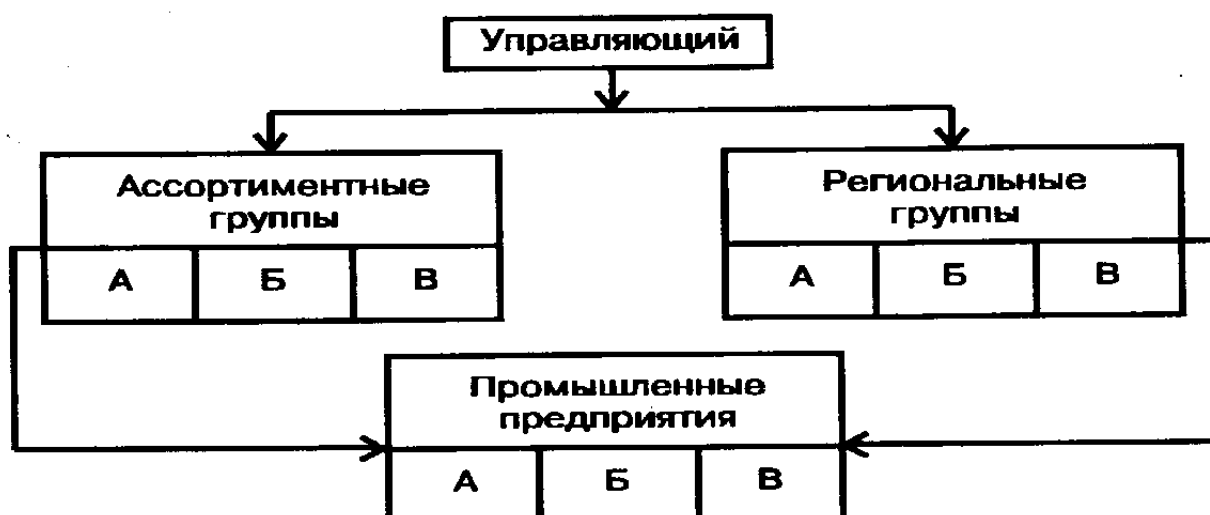 Управляющий
Ассортиментные
группы
А Б В
Региональные
группы
А Б В
Промышленные
предприятия
А Б В